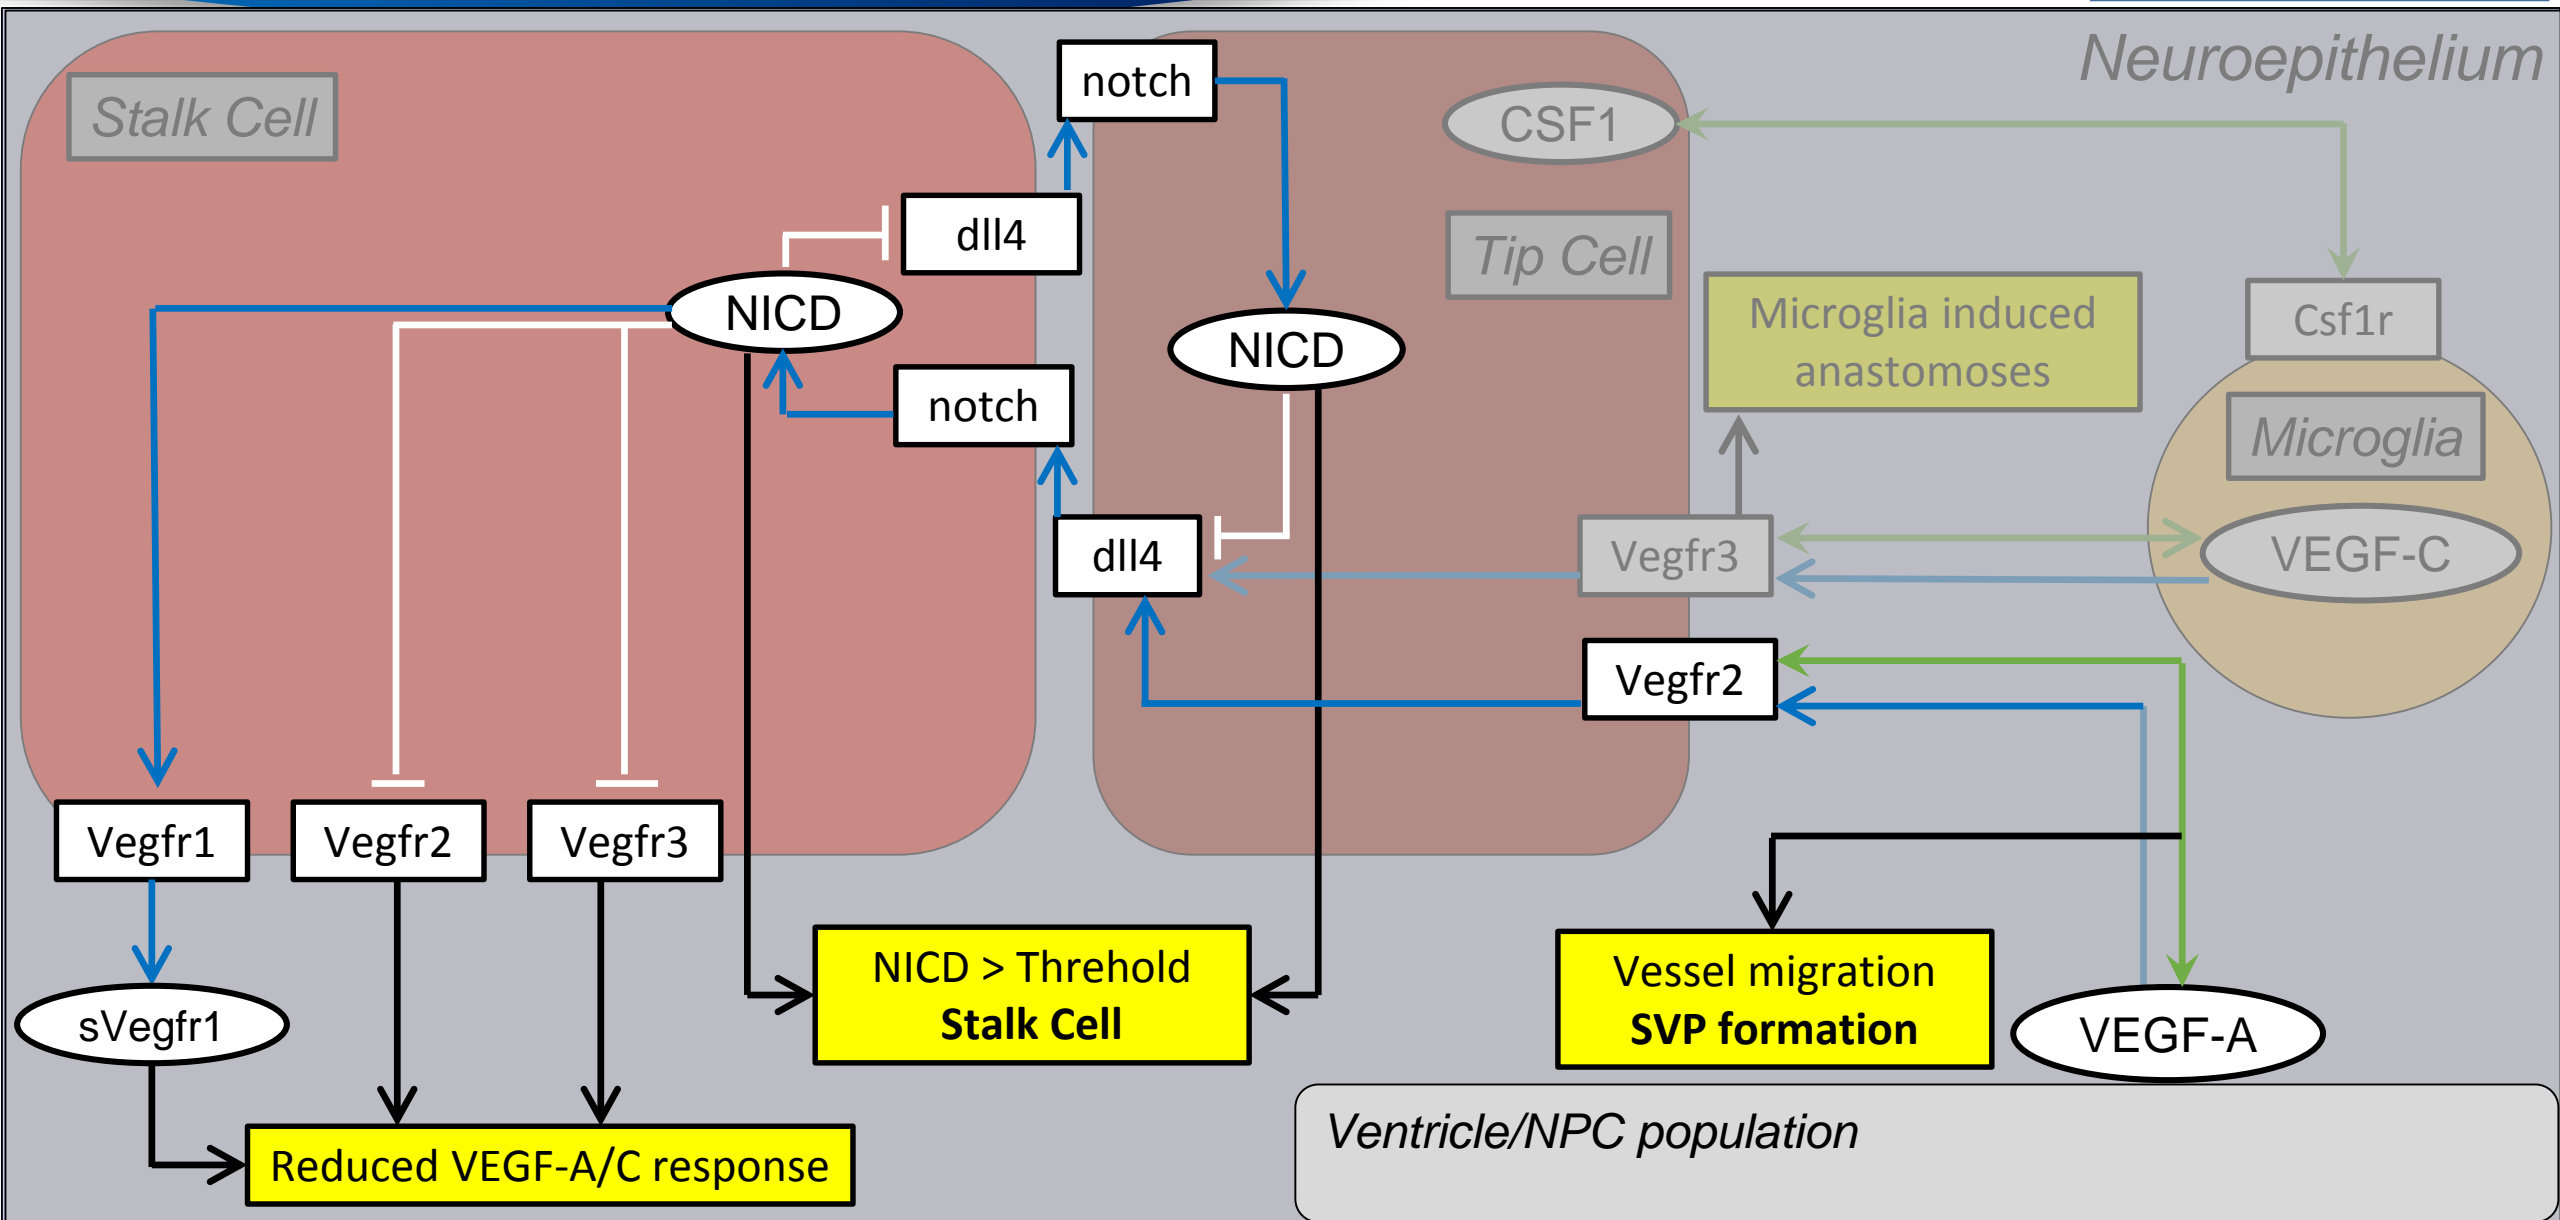 Neuroepithelium
Stalk Cell
notch
CSF1
dll4
Tip Cell
NICD
NICD
Microglia induced
anastomoses
Csf1r
notch
Microglia
dll4
Vegfr3
VEGF-C
Vegfr2
Vegfr1
Vegfr2
Vegfr3
NICD > Threhold
Stalk Cell
Vessel migration
SVP formation
sVegfr1
VEGF-A
Ventricle/NPC population
Reduced VEGF-A/C response